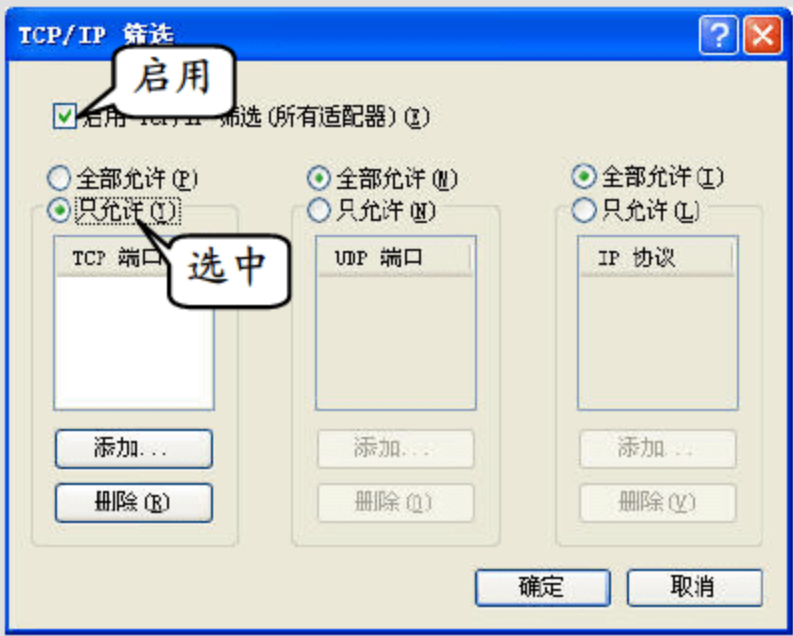 TCP/IP 筛选
启用
启用 TCP/IP 筛选(所有适配器)(E)
全部允许(P)
全部允许(N)
全部允许(I)
只允许(Y)
只允许(N)
只允许(L)
TCP 端口
选中
UDP 端口
IP 协议
添加...
添加...
添加...
删除(R)
删除(O)
删除(V)
确定
取消